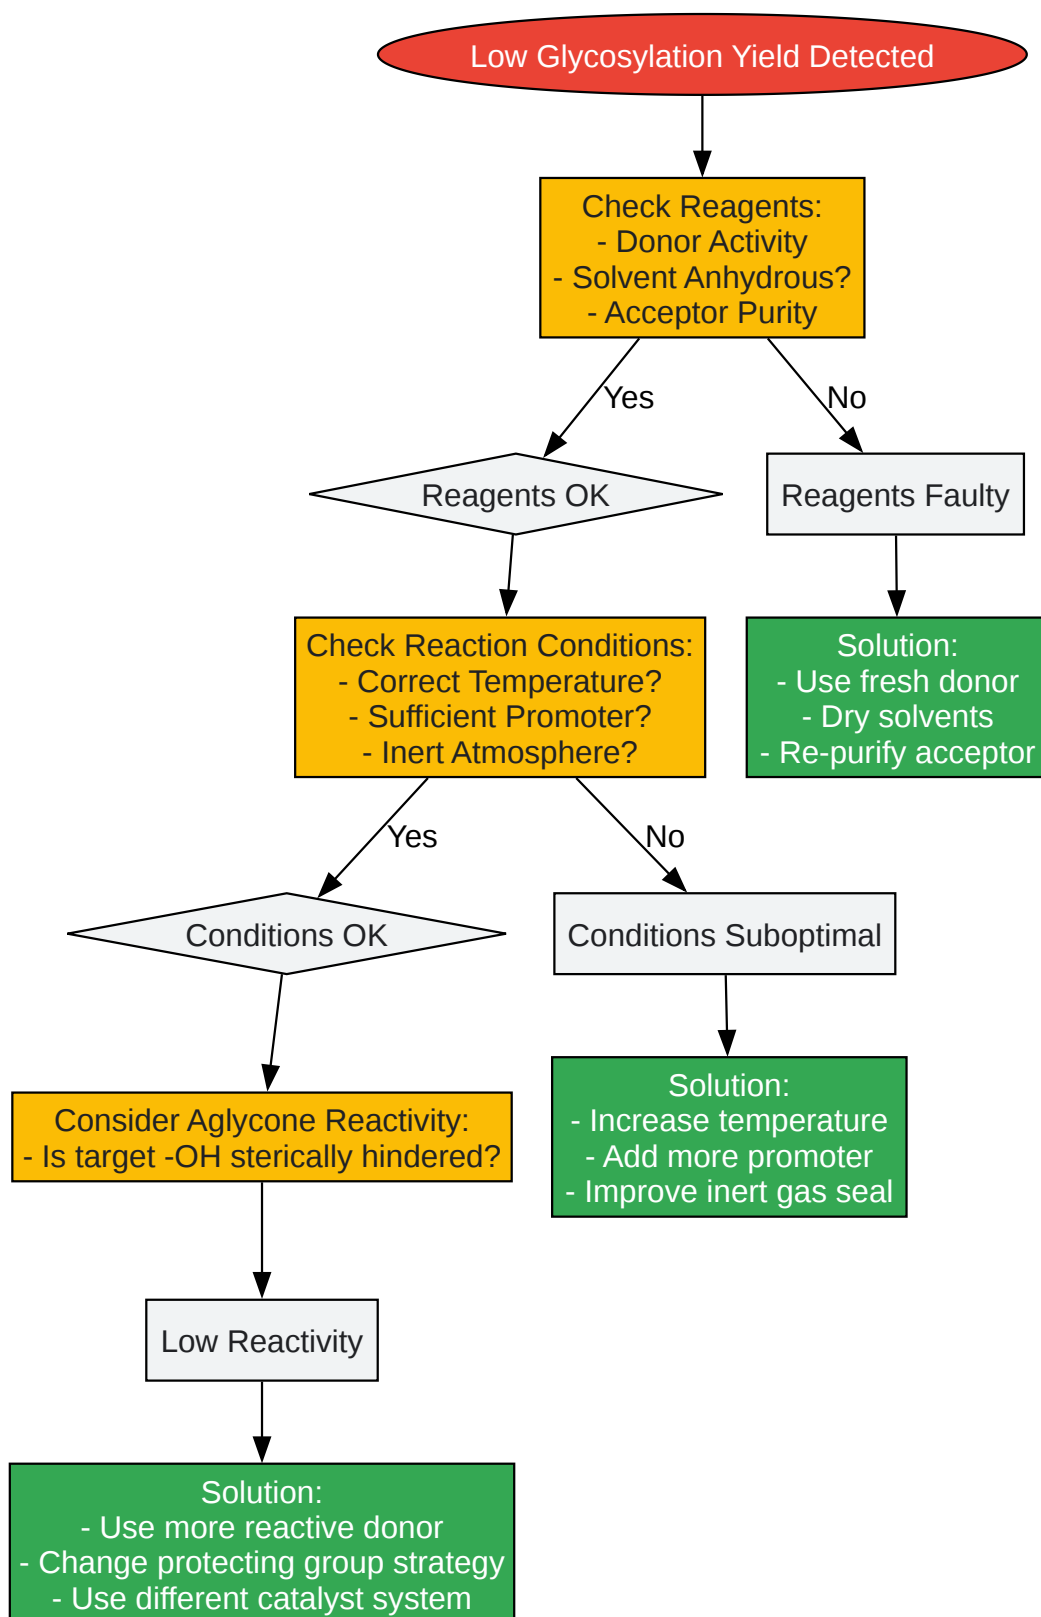 Low Glycosylation Yield Detected
Check Reagents:
- Donor Activity
- Solvent Anhydrous?
- Acceptor Purity
Yes
No
Reagents OK
Reagents Faulty
Check Reaction Conditions:
- Correct Temperature?
- Sufficient Promoter?
- Inert Atmosphere?
Solution:
- Use fresh donor
- Dry solvents
- Re-purify acceptor
Yes
No
Conditions OK
Conditions Suboptimal
Consider Aglycone Reactivity:
- Is target -OH sterically hindered?
Solution:
- Increase temperature
- Add more promoter
- Improve inert gas seal
Low Reactivity
Solution:
- Use more reactive donor
- Change protecting group strategy
- Use different catalyst system